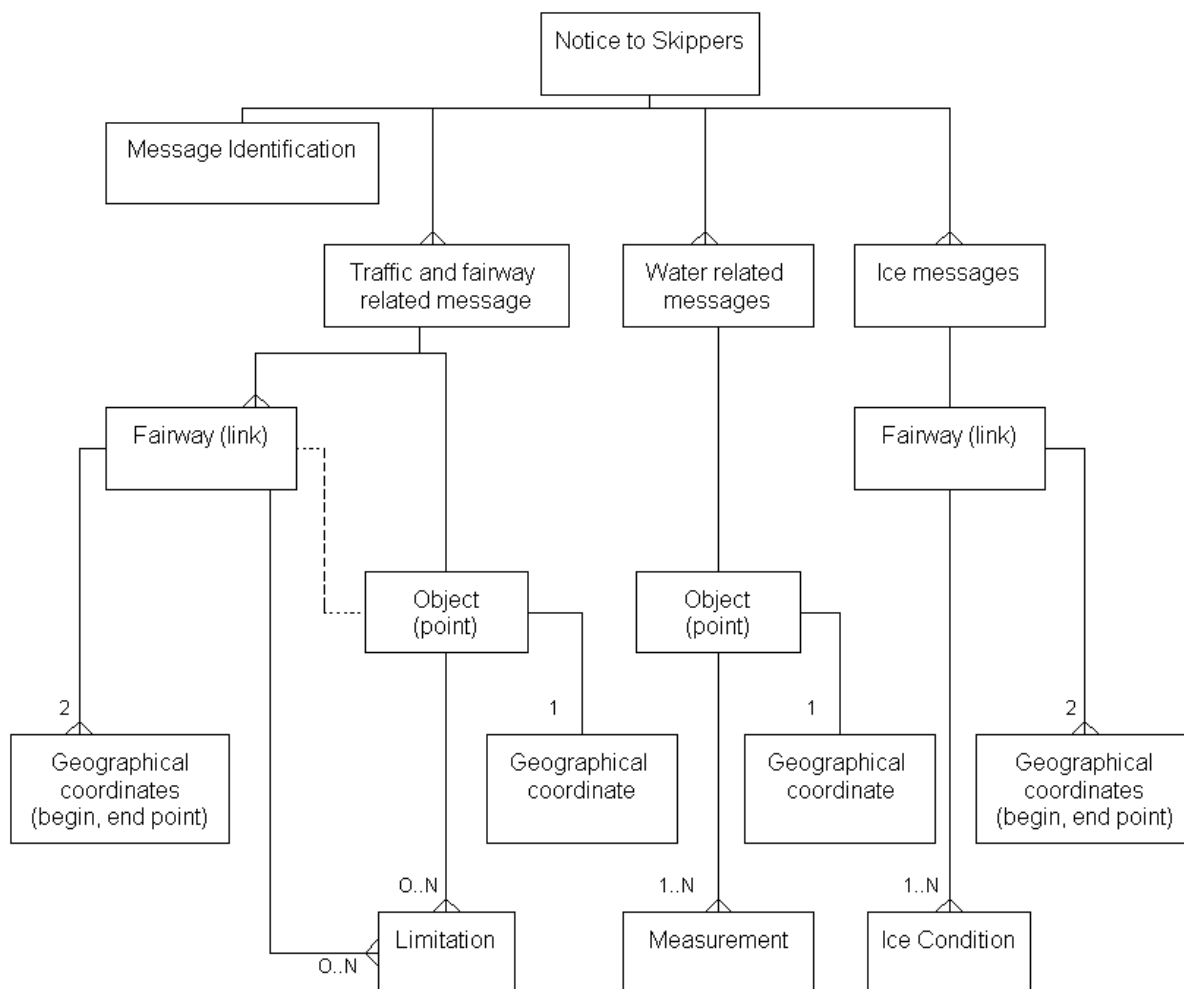 Notice to Skippers
Message Identification
Traffic and fairway
related message
Water related
messages
Ice messages
Fairway (link)
Fairway (link)
Object
(point)
Object
(point)
2
1
1
2
Geographical
coordinates
(begin, end point)
Geographical
coordinate
Geographical
coordinate
Geographical
coordinates
(begin, end point)
0..N
1..N
1..N
Limitation
Measurement
Ice Condition
0..N